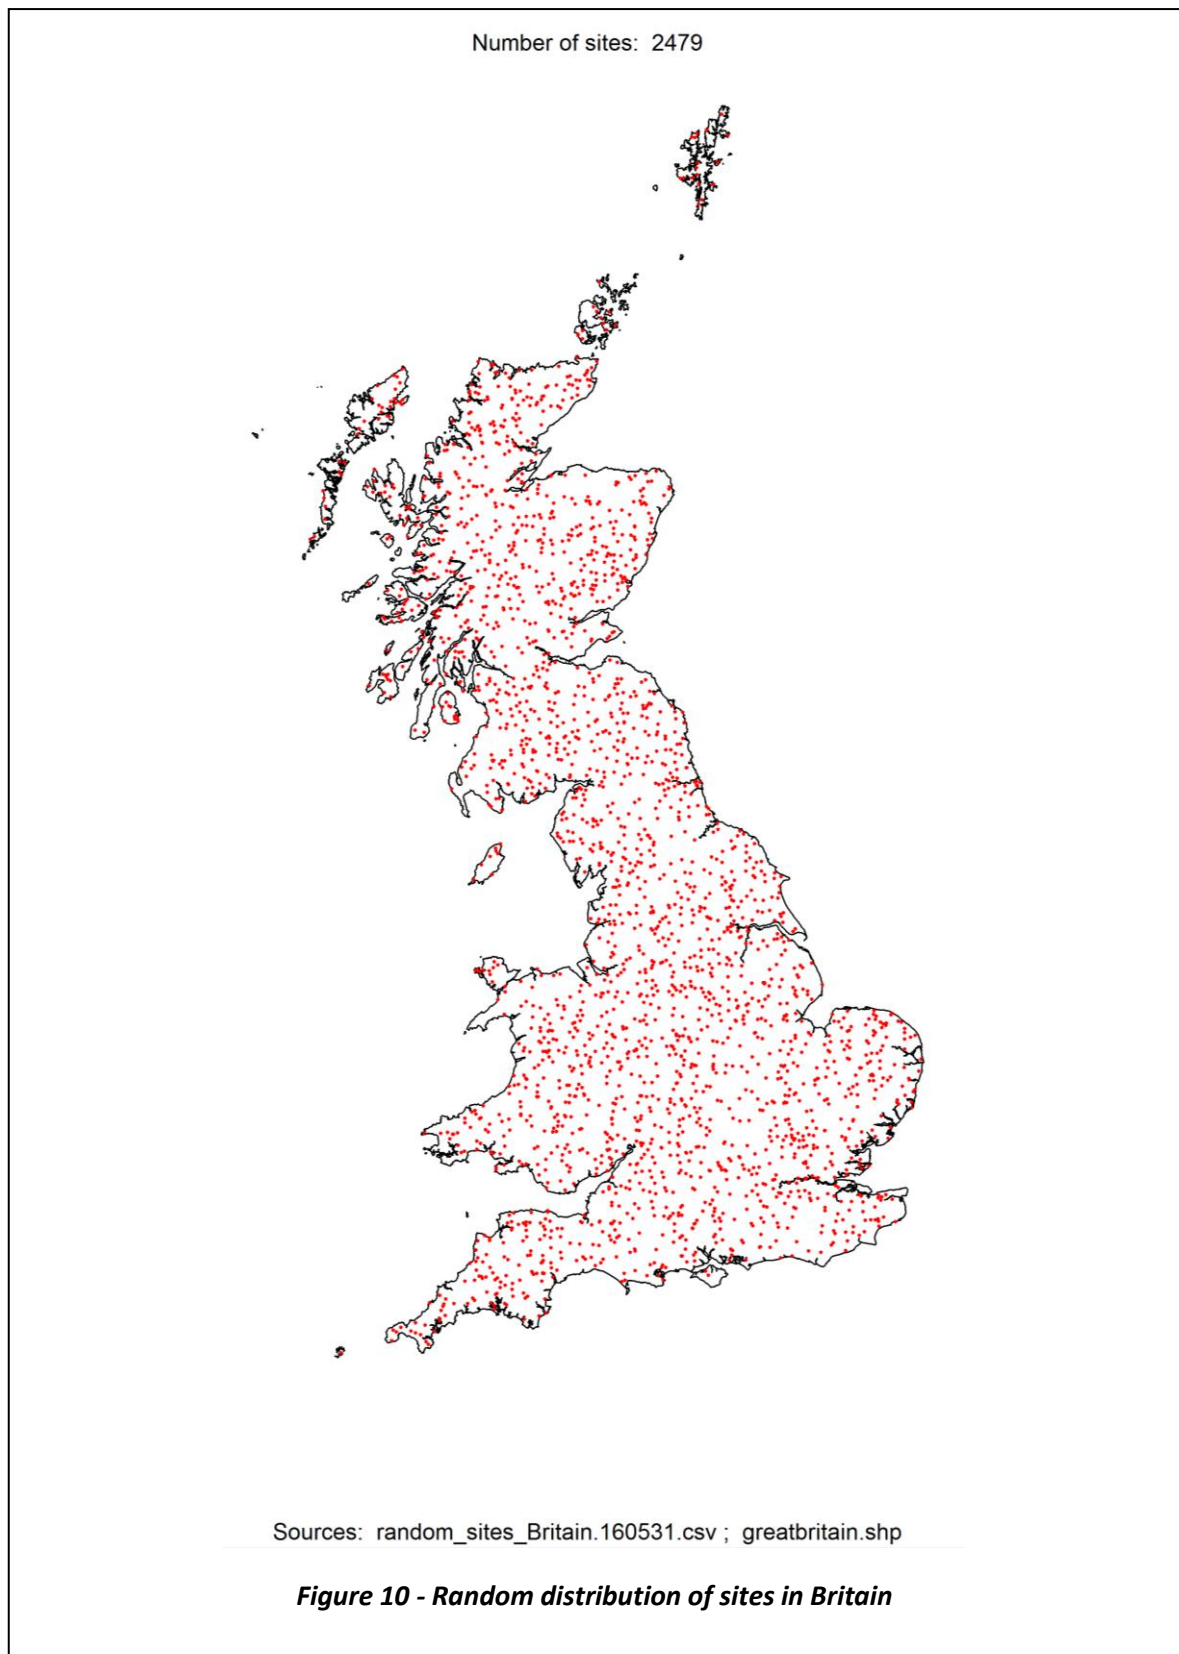 Number of sites: 2479
Sources: random_sites_Britain.160531.csv ; greatbritain.shp
Figure 10 - Random distribution of sites in Britain